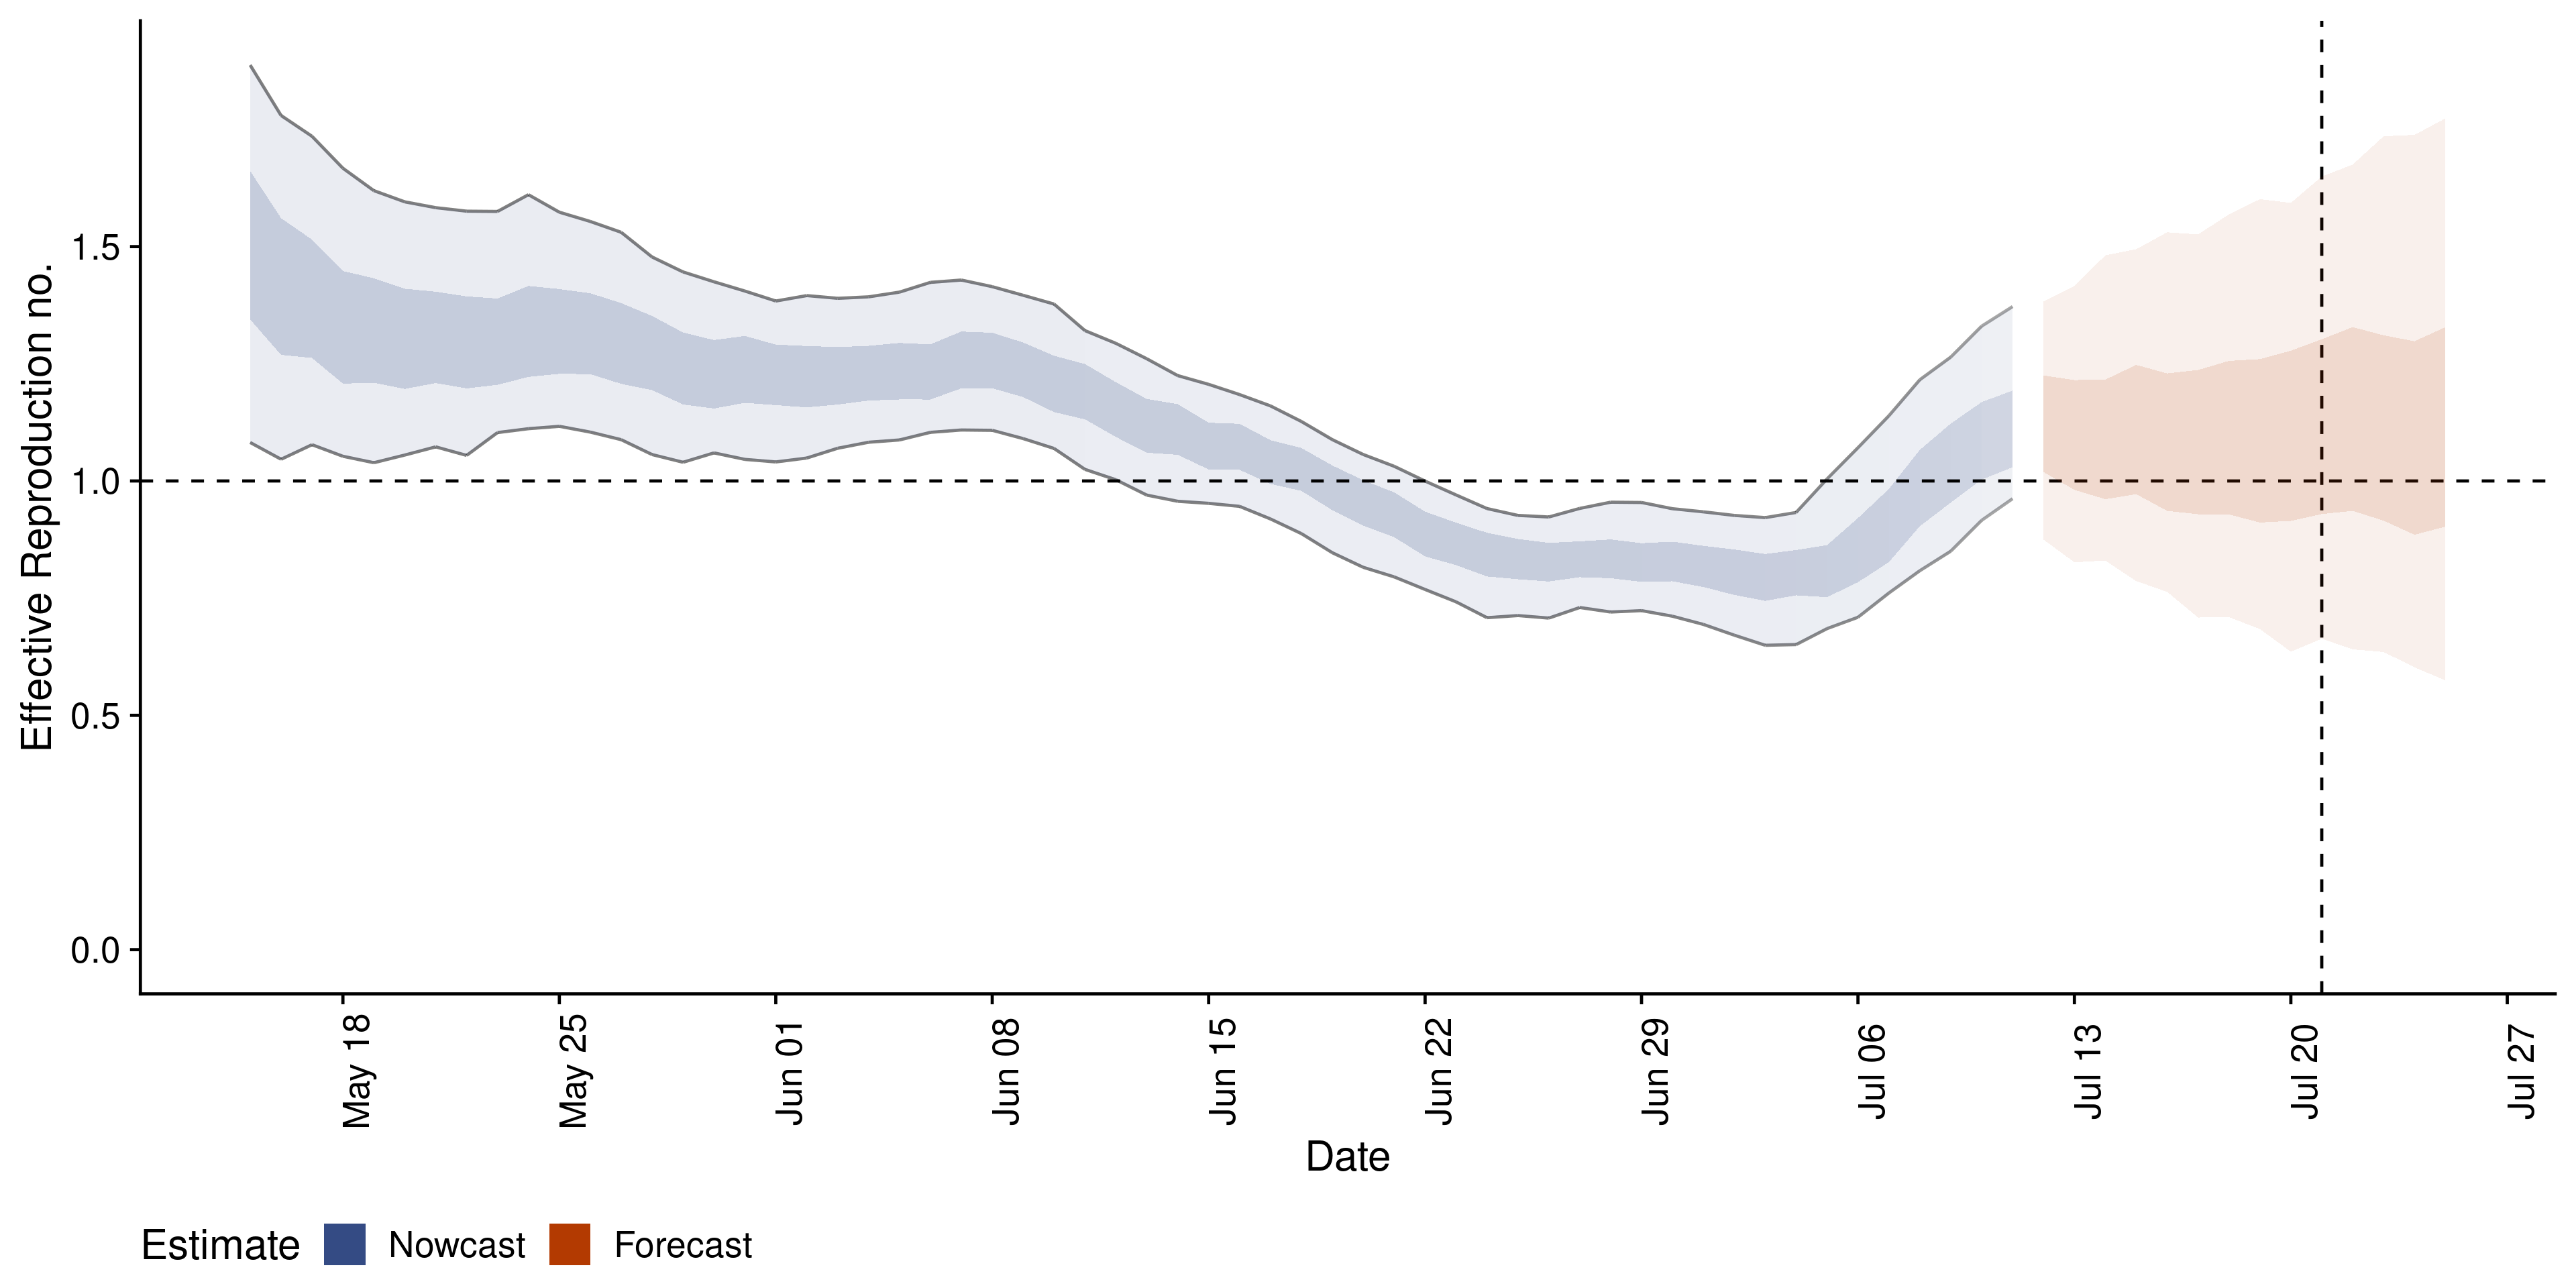 Effective Reproduction no.
1.5
1.0
0.5
0.0
May 18
May 25
Jun 01
Jun 08
Jun 15
Jun 22
Jun 29
Jul 06
Jul 13
Jul 20
Jul 27
Date
Estimate Nowcast Forecast